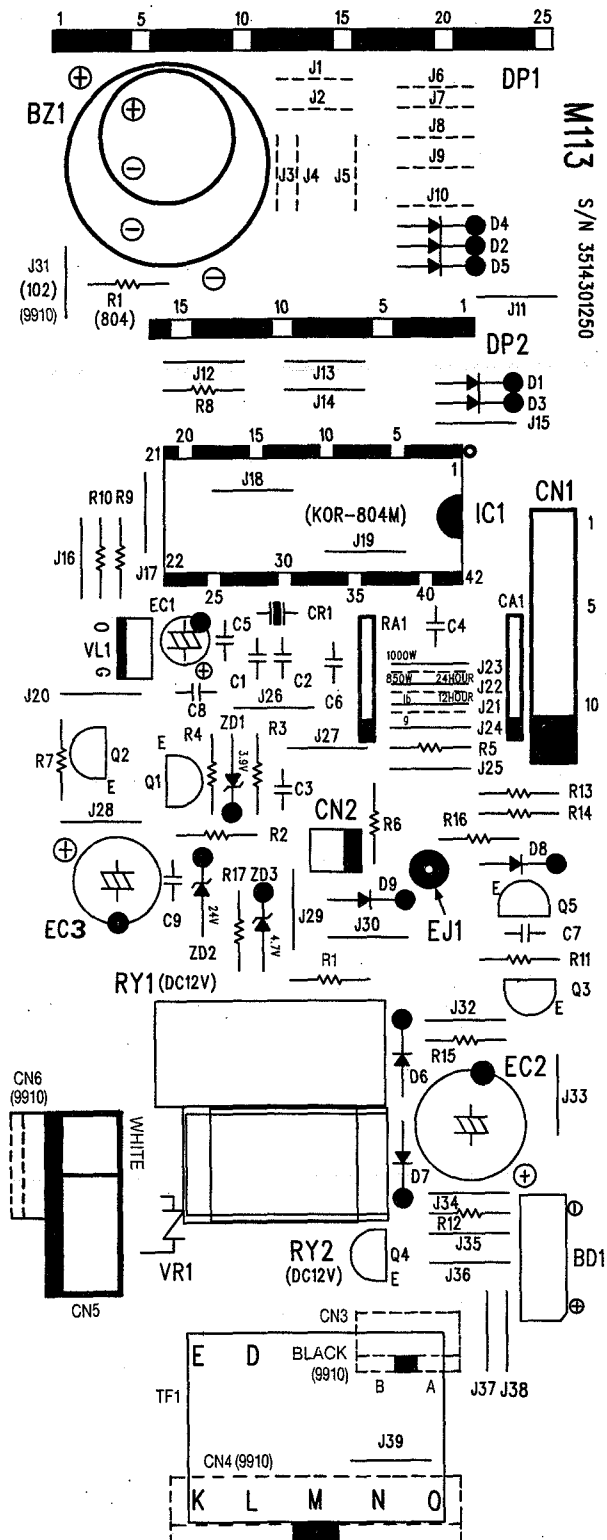 1 5 10 15 20 25
J1
J6
DP1
J2
J7
BZ1
J8
M113
S/N 3514301250
J9
J3 J4 J5
J10
D4
D2
D5
J31
(102)
(9910)
R1
(804)
J11
15 10 5 1
DP2
J12 J13
R8 J14
D1
D3
J15
21 20 15 10 5 1
J18
CN1
R10 R9
(KOR-804M)
IC1
1
J16
J19
J17
22 25 30 35 40 42
5
EC1
C5
CR1
RA1
C4
CA1
O
VL1
G
C1 C2 C6
1000W
J23
850W 24HOUR
J22
lb 12HOUR
J21
g
J24
10
J20
C8
J26
ZD1
E
R4
R3
J27
R5
R7
Q2
3.9V
J25
E
Q1
C3
R13
CN2
R14
J28
R6
R16
R2
D8
R17 ZD3
D9
E
Q5
EC3
C9
24V
J29
J30
EJ1
C7
ZD2
4.7V
R11
R1
Q3
E
RY1 (DC12V)
J32
R15
EC2
D6
J33
CN6
(9910)
WHITE
D7
J34
R12
RY2
(DC12V)
Q4
E
J35
BD1
VR1
J36
CN5
CN3
E D
BLACK
(9910)
B A
J37 J38
TF1
J39
CN4 (9910)
K L M N O